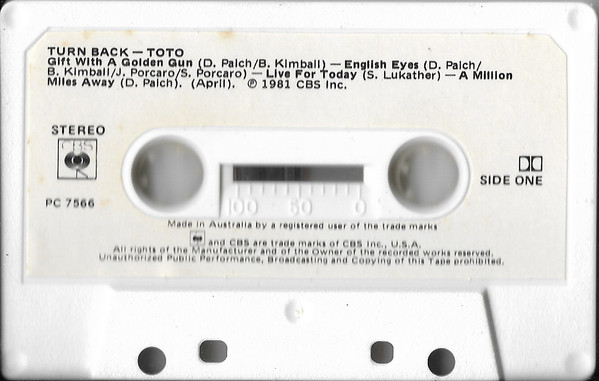 TURN BACK — TOTO
Gift With A Golden Gun (D. Paich/B. Kimball) — English Eyes (D. Paich/
B. Kimball/J. Porcaro/S. Porcaro) — Live For Today (S. Lukather) — A Million
Miles Away (D. Paich). (April). ℗ 1981 CBS Inc.
STEREO
CBS
PC 7566
SIDE ONE
100 50 0
Made in Australia by a registered user of the trade marks
and CBS are trade marks of CBS Inc., U.S.A.
All rights of the Manufacturer and of the Owner of the recorded works reserved.
Unauthorized Public Performance, Broadcasting and Copying of this Tape prohibited.